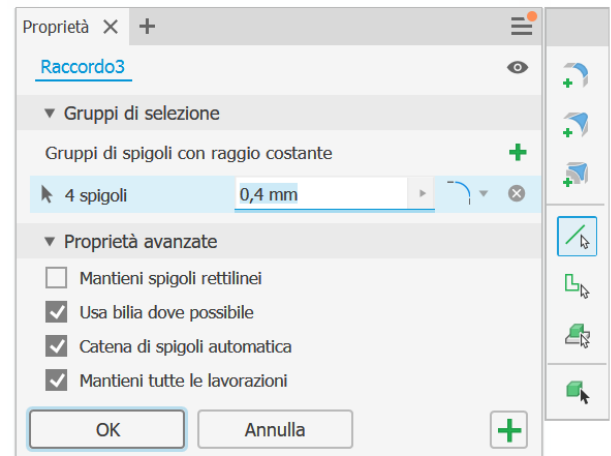 Proprietà
Raccordo3
Gruppi di selezione
Gruppi di spigoli con raggio costante
4 spigoli 0,4 mm
Proprietà avanzate
Mantieni spigoli rettilinei
Usa bilia dove possibile
Catena di spigoli automatica
Mantieni tutte le lavorazioni
OK Annulla